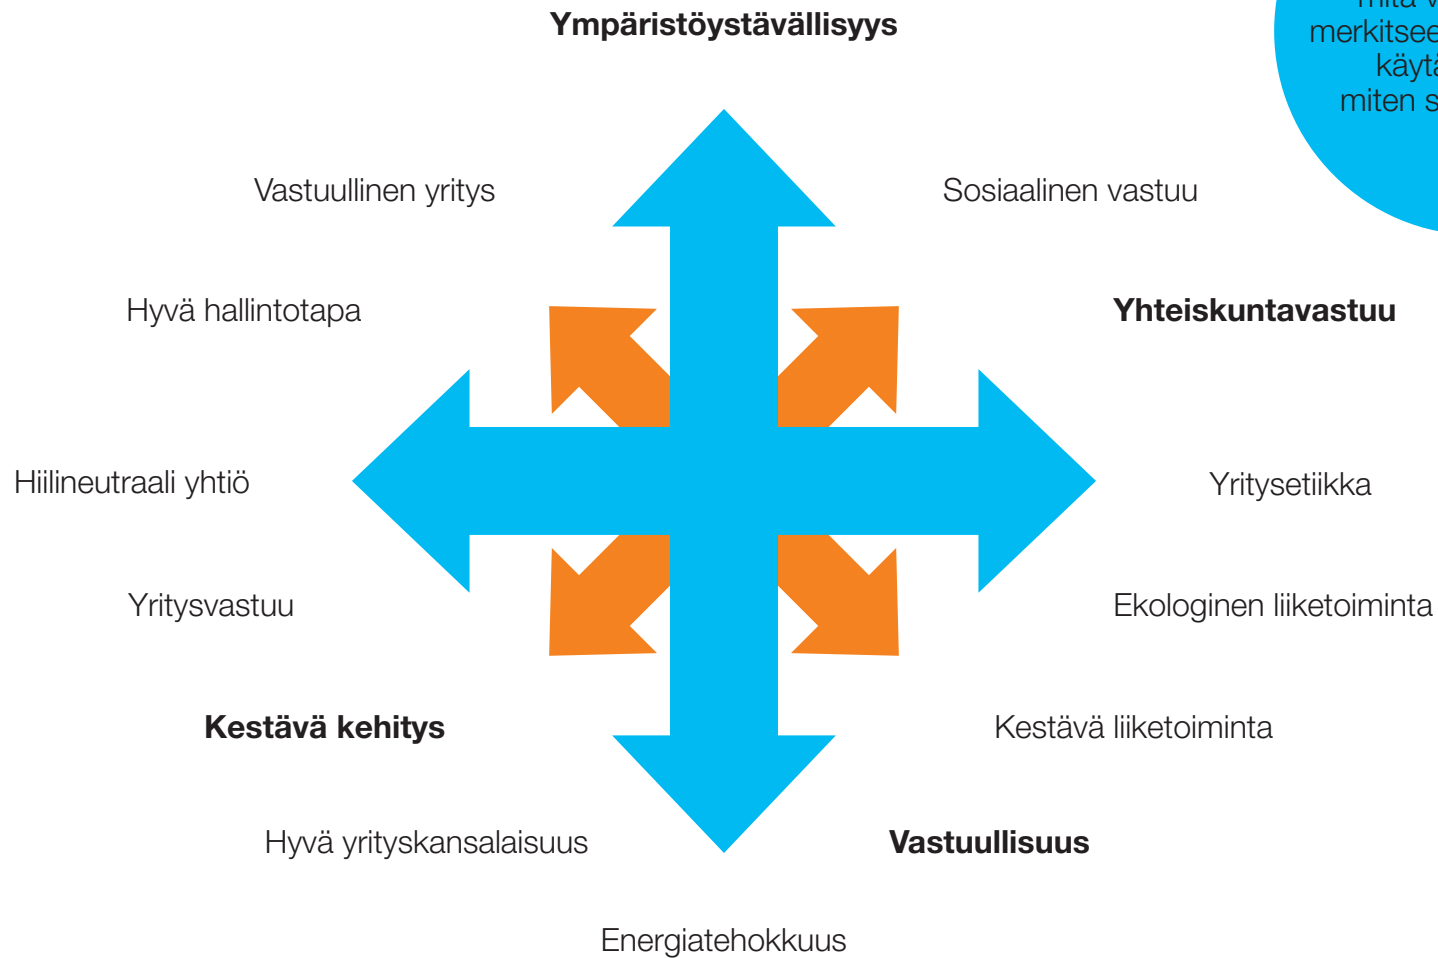 Ympäristöystävällisyys
merkitsee
miten
Vastuullinen yritys
Sosiaalinen vastuu
Hyvä hallintotapa
Yhteiskuntavastuu
Hiilineutraali yhtiö
Yritysetiikka
Yritysvastuu
Ekologinen liiketoiminta
Kestävä kehitys
Kestävä liiketoiminta
Hyvä yrityskansalaisuus
Vastuullisuus
Energiatehokkuus